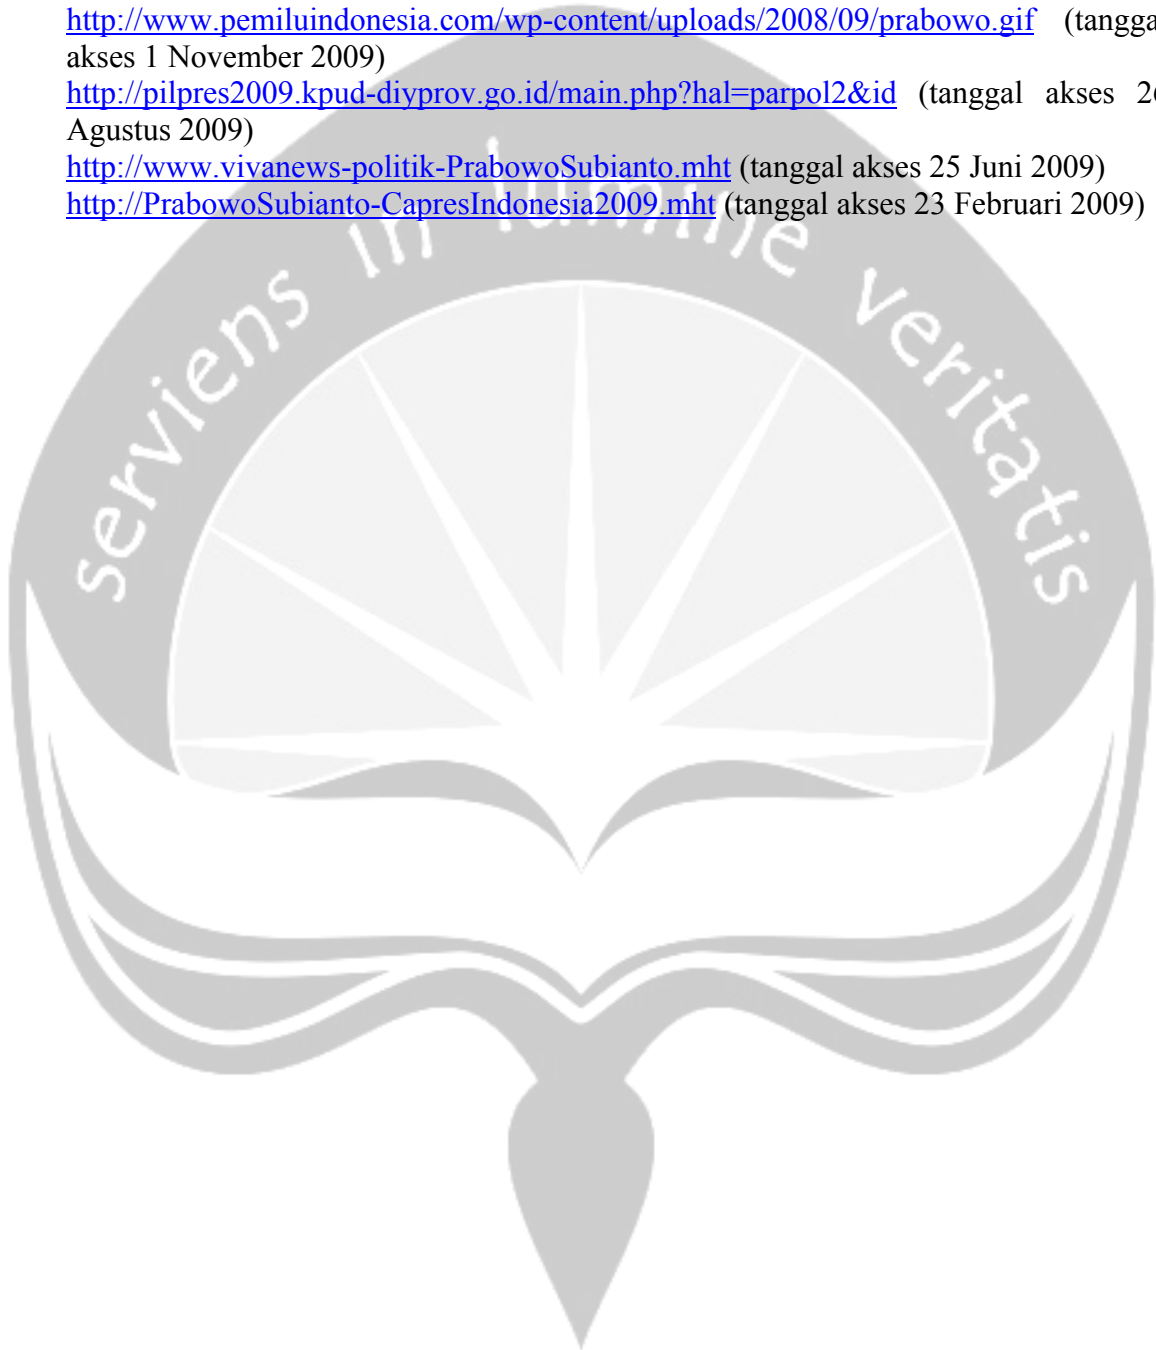 http://www.pemiluindonesia.com/wp-content/uploads/2008/09/prabowo.gif (tangga
akses 1 November 2009)
http://pilpres2009.kpud-diyprov.go.id/main.php?hal=parpol2&id (tanggal akses 26
Agustus 2009)
http://www.vivanews-politik-PrabowoSubianto.mht (tanggal akses 25 Juni 2009)
http://PrabowoSubianto-CapresIndonesia2009.mht (tanggal akses 23 Februari 2009)
serviens in lumine veritatis